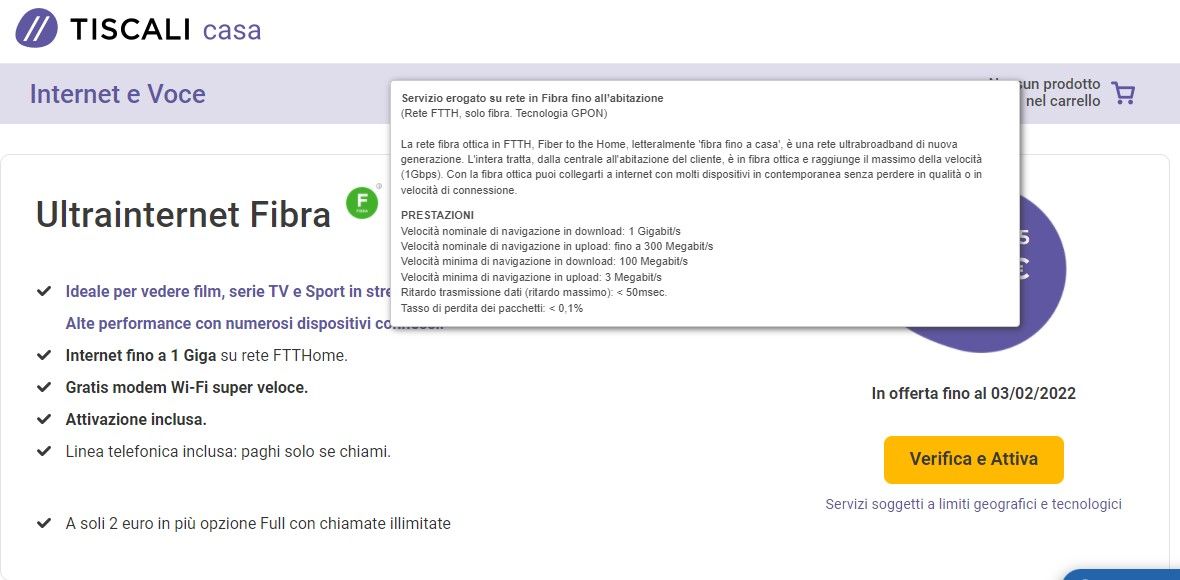 TISCALI casa
Internet e Voce
nel carrello
Servizio erogato su rete in Fibra fino all'abitazione
(Rete FTTH, solo fibra. Tecnologia GPON)
La rete fibra ottica in FTTH, Fiber to the Home, letteralmente 'fibra fino a casa', è una rete ultrabroadband di nuova
generazione. L'intera tratta, dalla centrale all'abitazione del cliente, è in fibra ottica e raggiunge il massimo della velocità
(1Gbps). Con la fibra ottica puoi collegarti a internet con molti dispositivi in contemporanea senza perdere in qualità o in
velocità di connessione.
PRESTAZIONI
Velocità nominale di navigazione in download: 1 Gigabit/s
Velocità nominale di navigazione in upload: fino a 300 Megabit/s
Velocità minima di navigazione in download: 100 Megabit/s
Velocità minima di navigazione in upload: 3 Megabit/s
Ritardo trasmissione dati (ritardo massimo): < 50msec.
Tasso di perdita dei pacchetti: < 0,1%
prodotto
Ultrainternet Fibra
F
FIBRA
5
€
Ideale per vedere film, serie TV e Sport in
Alte performance con numerosi dispositivi
Internet fino a 1 Giga su rete FTTHome.
Gratis modem Wi-Fi super veloce.
Attivazione inclusa.
Linea telefonica inclusa: paghi solo se chiami.
A soli 2 euro in più opzione Full con chiamate illimitate
In offerta fino al 03/02/2022
Verifica e Attiva
Servizi soggetti a limiti geografici e tecnologici